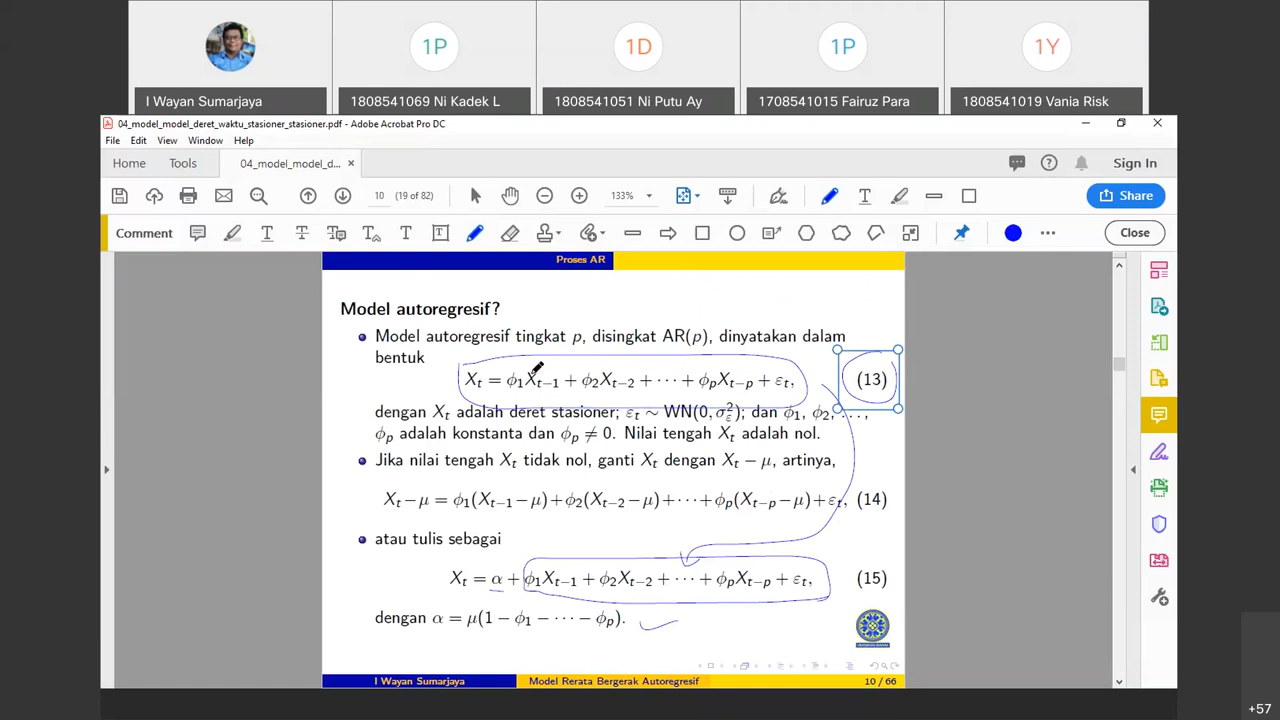 1P
1D
1P
1Y
I Wayan Sumarjaya
1808541069 Ni Kadek L
1808541051 Ni Putu Ay
1708541015 Fairuz Para
1808541019 Vania Risk
04_model_model_deret_waktu_stasioner_stasioner.pdf - Adobe Acrobat Pro DC
File Edit View Window Help
Home Tools 04_model_model_d... Sign In
10 (19 of 82) 133% Share
Comment Close
Proses AR
Model autoregresif?
Model autoregresif tingkat p, disingkat AR(p), dinyatakan dalam
bentuk
X_t = ϕ_1X_{t−1} + ϕ_2X_{t−2} + ⋯ + ϕ_pX_{t−p} + ε_t, (13)
dengan X_t adalah deret stasioner; ε_t ∼ WN(0, σ_ε^2); dan ϕ_1, ϕ_2, ...,
ϕ_p adalah konstanta dan ϕ_p ≠ 0. Nilai tengah X_t adalah nol.
Jika nilai tengah X_t tidak nol, ganti X_t dengan X_t − μ, artinya,
X_t−μ = ϕ_1(X_{t−1}−μ)+ϕ_2(X_{t−2}−μ)+⋯+ϕ_p(X_{t−p}−μ)+ε_t, (14)
atau tulis sebagai
X_t = α + ϕ_1X_{t−1} + ϕ_2X_{t−2} + ⋯ + ϕ_pX_{t−p} + ε_t, (15)
dengan α = μ(1 − ϕ_1 − ⋯ − ϕ_p).
I Wayan Sumarjaya Model Rerata Bergerak Autoregresif 10 / 66
+57